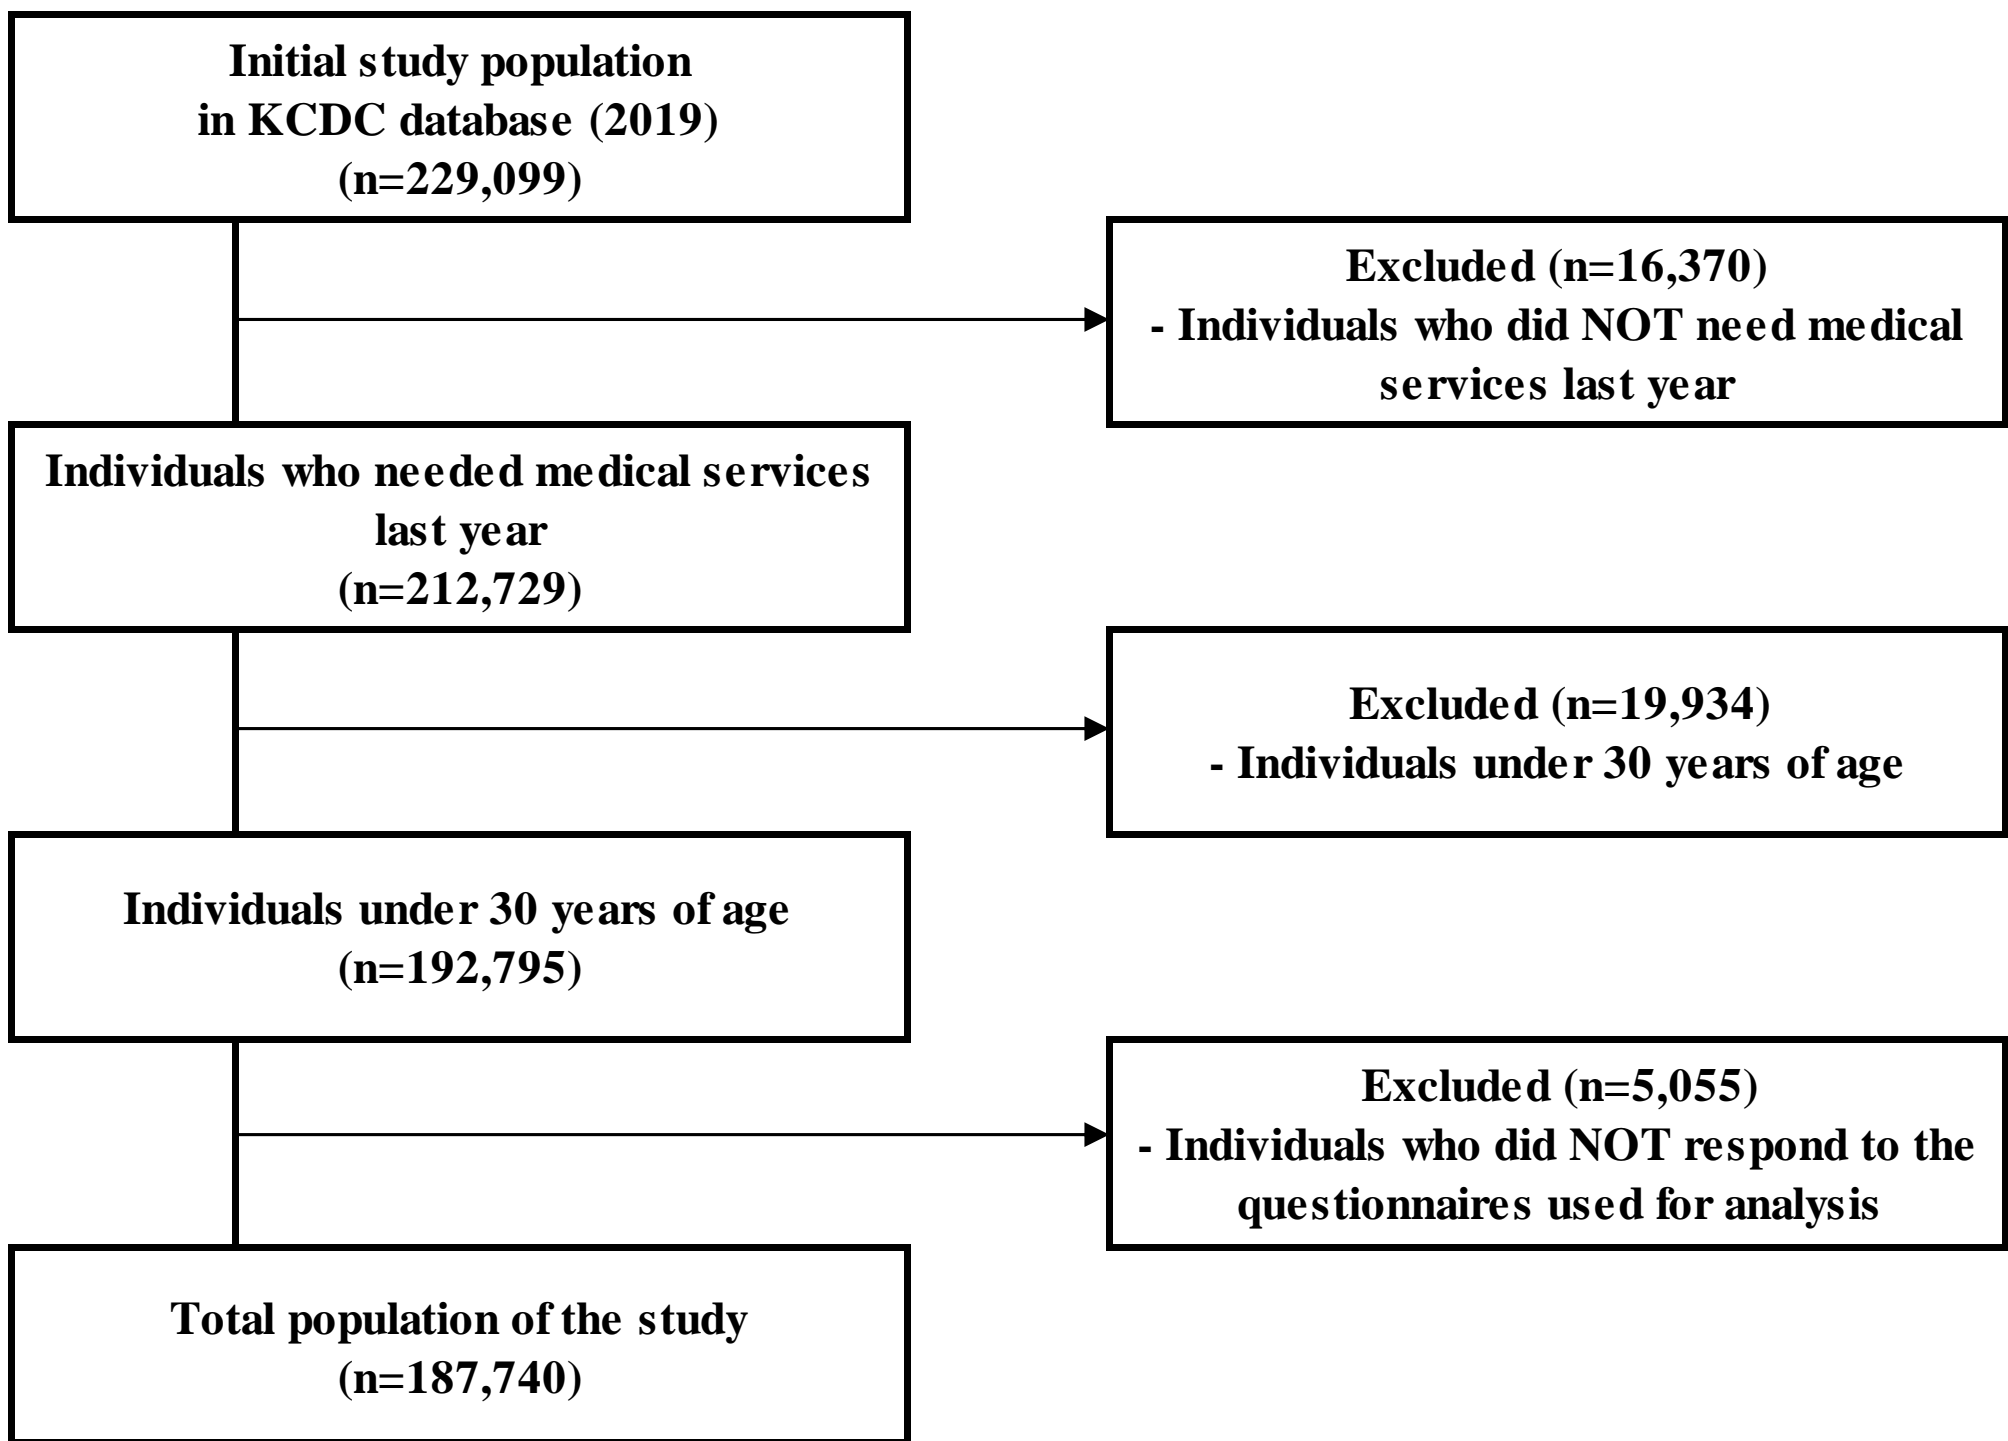 Initial study population
in KCDC database (2019)
(n=229,099)
Excluded (n=16,370)
- Individuals who did NOT need medical
services last year
Individuals who needed medical services
last year
(n=212,729)
Excluded (n=19,934)
- Individuals under 30 years of age
Individuals under 30 years of age
(n=192,795)
Excluded (n=5,055)
- Individuals who did NOT respond to the
questionnaires used for analysis
Total population of the study
(n=187,740)